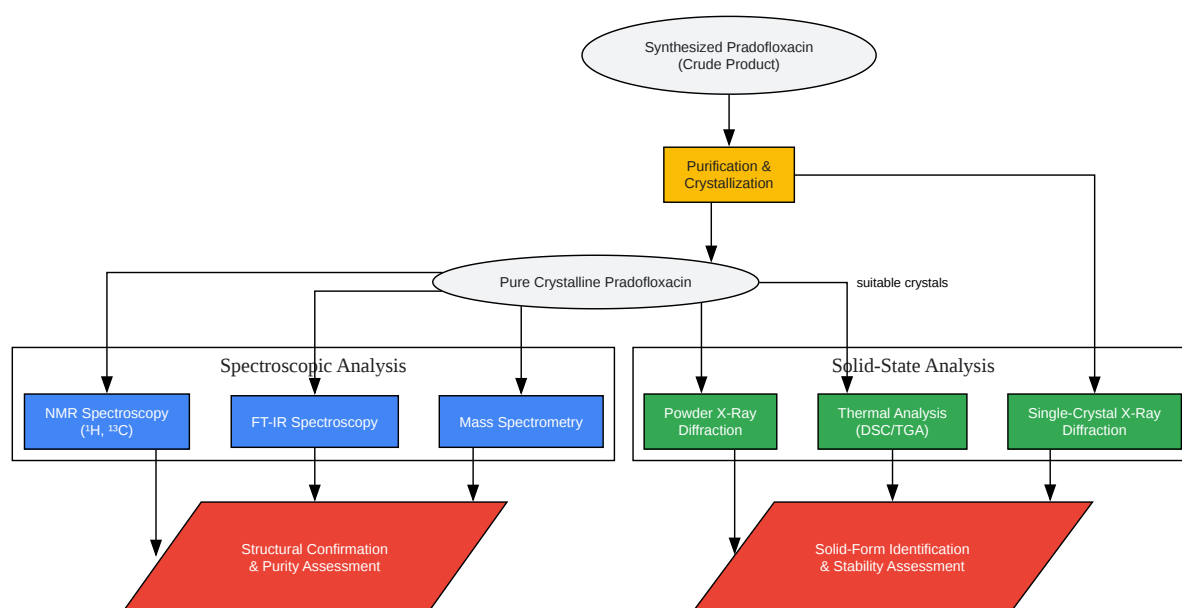 Synthesized Pradofloxacin
(Crude Product)
Purification &
Crystallization
Pure Crystalline Pradofloxacin
suitable crystals
Spectroscopic Analysis
Solid-State Analysis
NMR Spectroscopy
(¹H, ¹³C)
FT-IR Spectroscopy
Mass Spectrometry
Powder X-Ray
Diffraction
Thermal Analysis
(DSC/TGA)
Single-Crystal X-Ray
Diffraction
Structural Confirmation
& Purity Assessment
Solid-Form Identification
& Stability Assessment